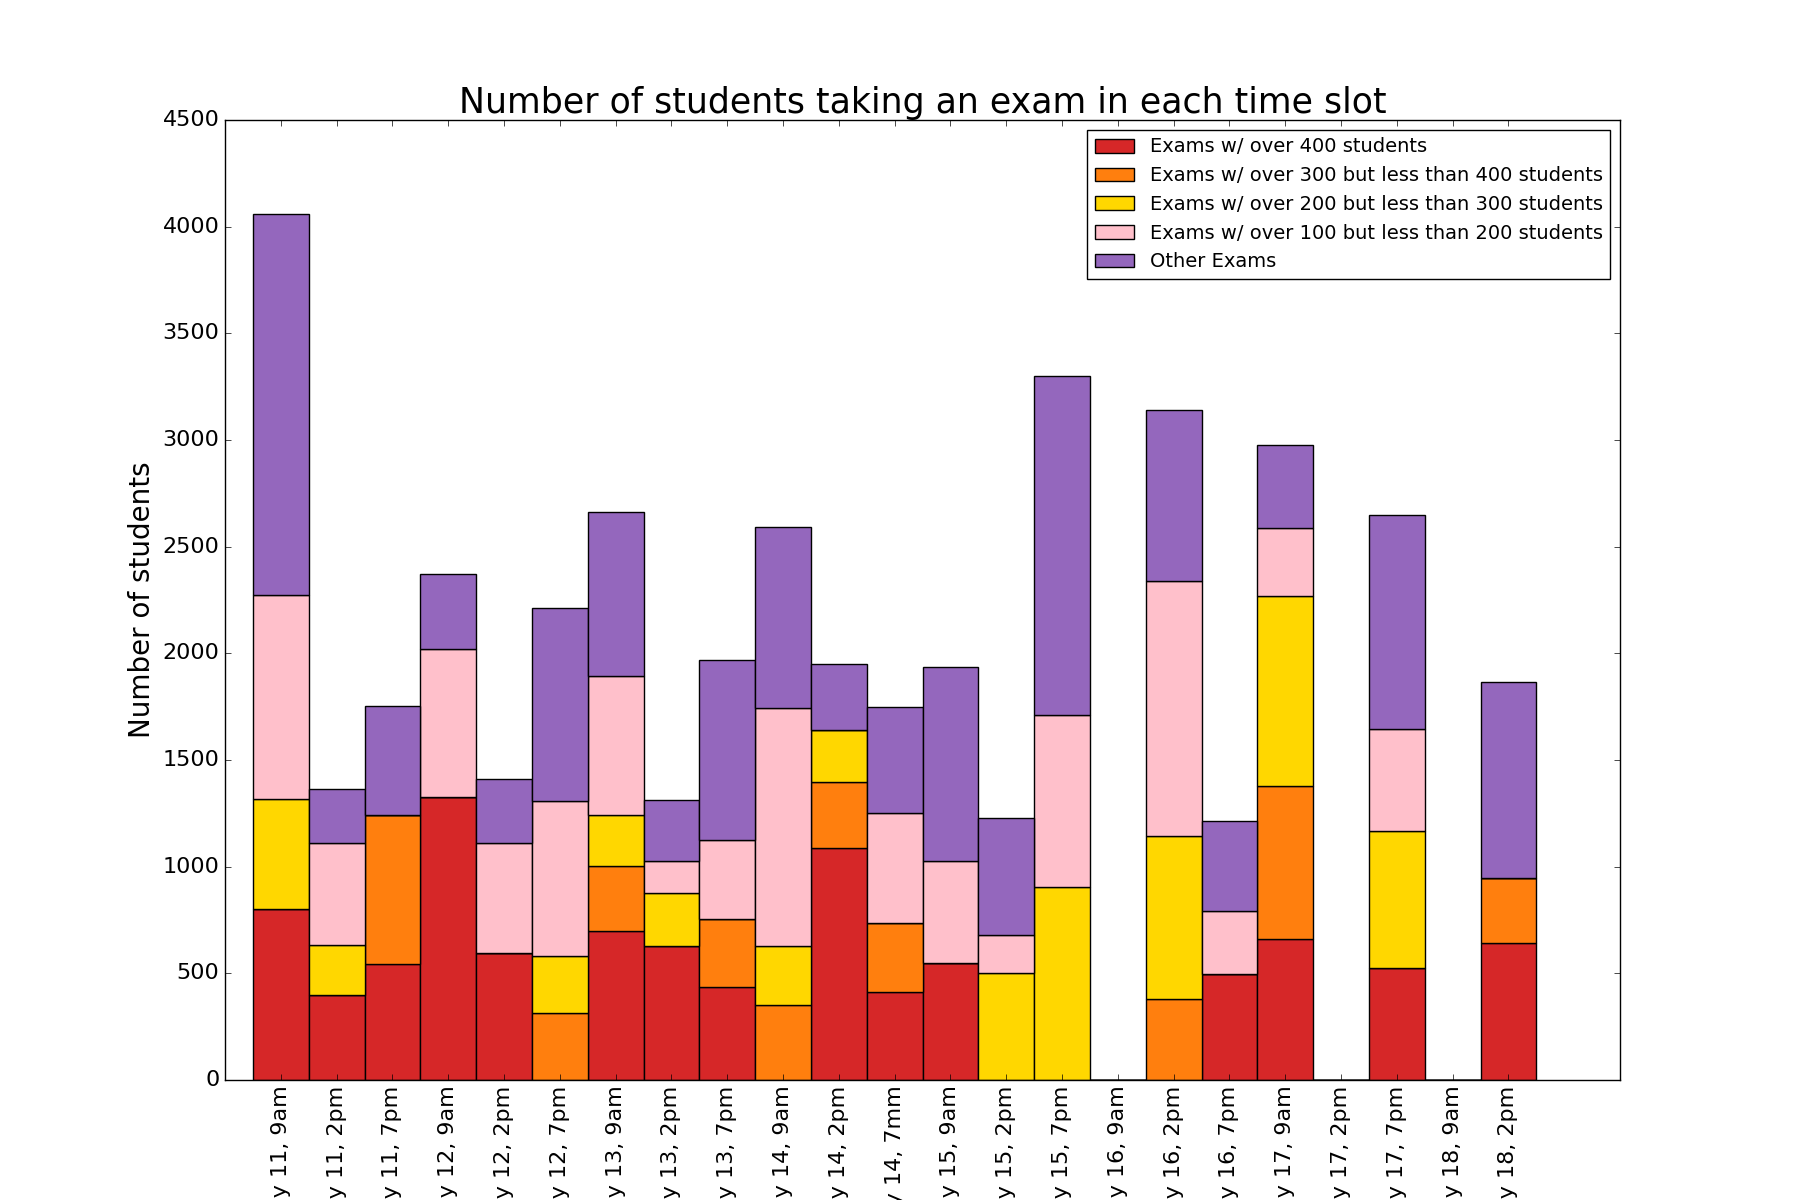 Number of students taking an exam in each time slot
Exams w/ over 400 students
Exams w/ over 300 but less than 400 students
Exams w/ over 200 but less than 300 students
Exams w/ over 100 but less than 200 students
Other Exams
Number of students
4500
4000
3500
3000
2500
2000
1500
1000
500
0
y 11, 9am
y 11, 2pm
y 11, 7pm
y 12, 9am
y 12, 2pm
y 12, 7pm
y 13, 9am
y 13, 2pm
y 13, 7pm
y 14, 9am
y 14, 2pm
y 14, 7mm
y 15, 9am
y 15, 2pm
y 15, 7pm
y 16, 9am
y 16, 2pm
y 16, 7pm
y 17, 9am
y 17, 2pm
y 17, 7pm
y 18, 9am
y 18, 2pm